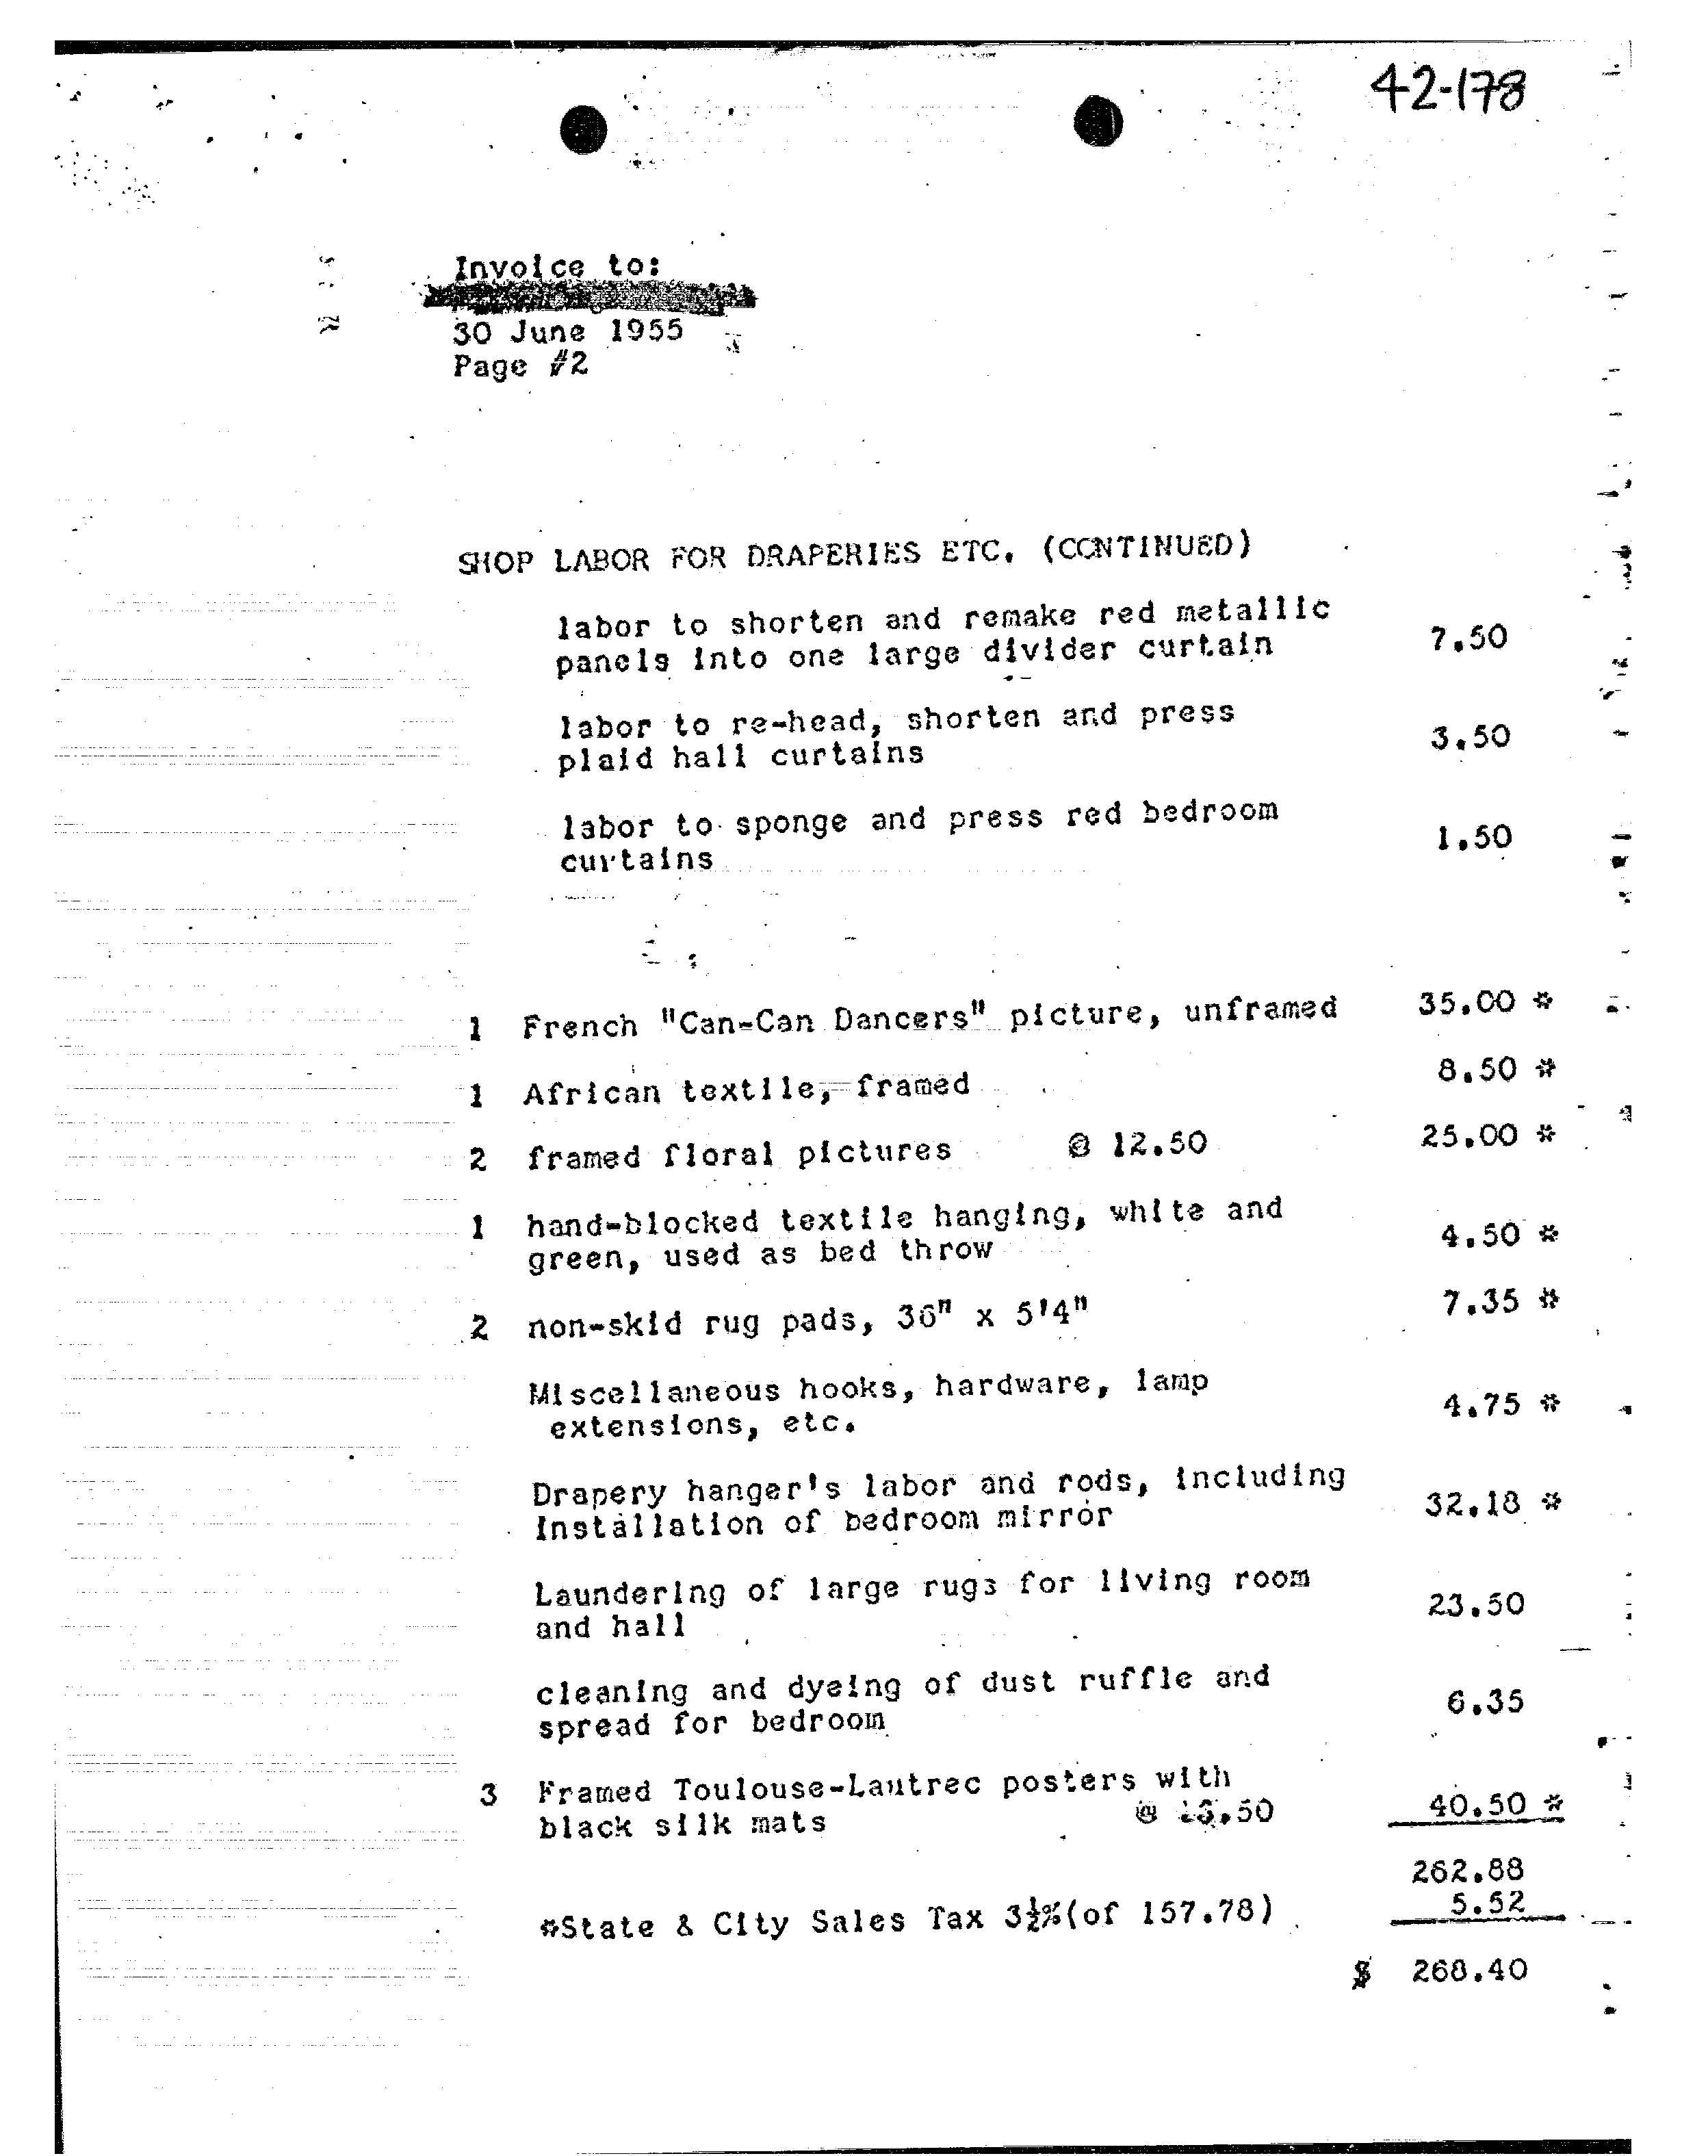 42-178
Invoice to:
30 June 1955
Page #2
SHOP LABOR FOR DRAPERIES ETC. (CONTINUED)
labor to shorten and remake red metallic
panels into one large divider curtain 7.50
labor to re-head, shorten and press
plaid hall curtains 3.50
labor to sponge and press red bedroom
curtains 1.50
1 French "Can-Can Dancers" picture, unframed 35.00 *
1 African textile, framed 8.50 *
2 framed floral pictures @ 12.50 25.00 *
1 hand-blocked textile hanging, white and
green, used as bed throw 4.50 *
2 non-skid rug pads, 36" x 5'4" 7.35 *
Miscellaneous hooks, hardware, lamp
extensions, etc. 4.75 *
Drapery hanger's labor and rods, including
installation of bedroom mirror 32.18 *
Laundering of large rugs for living room
and hall 23.50
cleaning and dyeing of dust ruffle and
spread for bedroom 6.35
3 Framed Toulouse-Lautrec posters with
black silk mats @ 13.50 40.50 *
262.88
*State & City Sales Tax 3½%(of 157.78) 5.52
$ 268.40